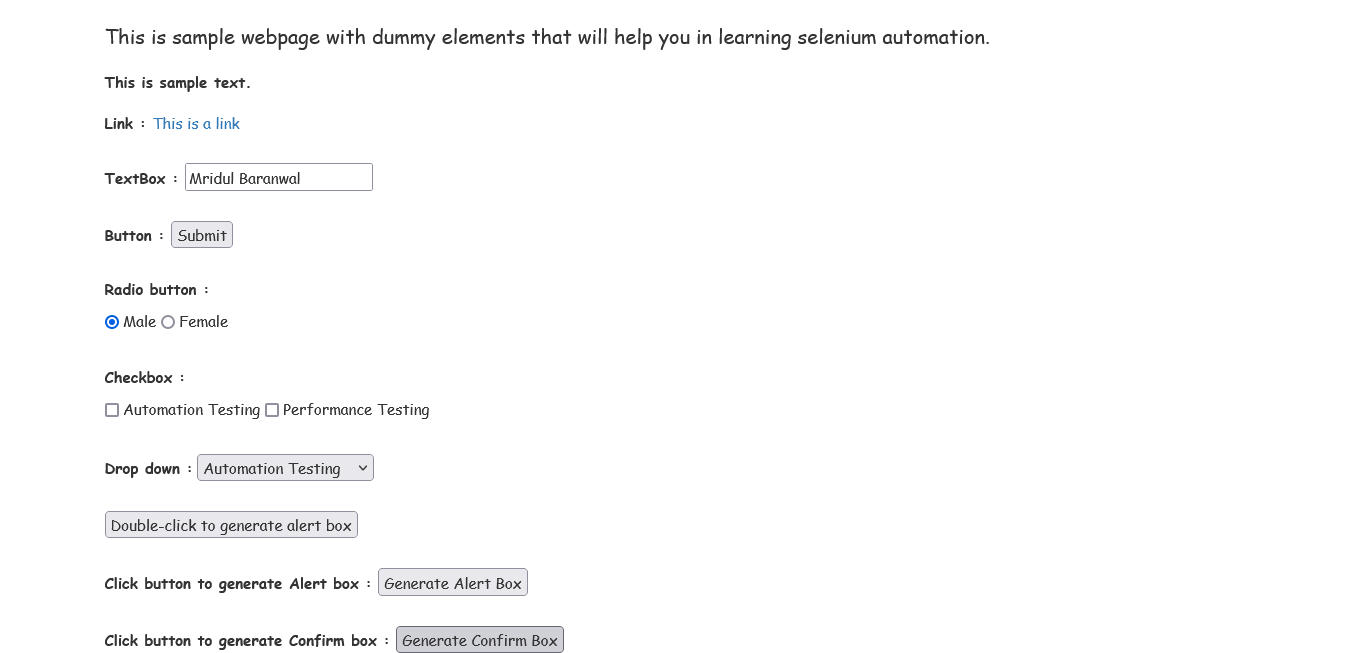 This is sample webpage with dummy elements that will help you in learning selenium automation.
This is sample text.
Link : This is a link
TextBox : Mridul Baranwal
Button : Submit
Radio button :
Male Female
Checkbox :
Automation Testing Performance Testing
Drop down : Automation Testing
Double-click to generate alert box
Click button to generate Alert box : Generate Alert Box
Click button to generate Confirm box : Generate Confirm Box